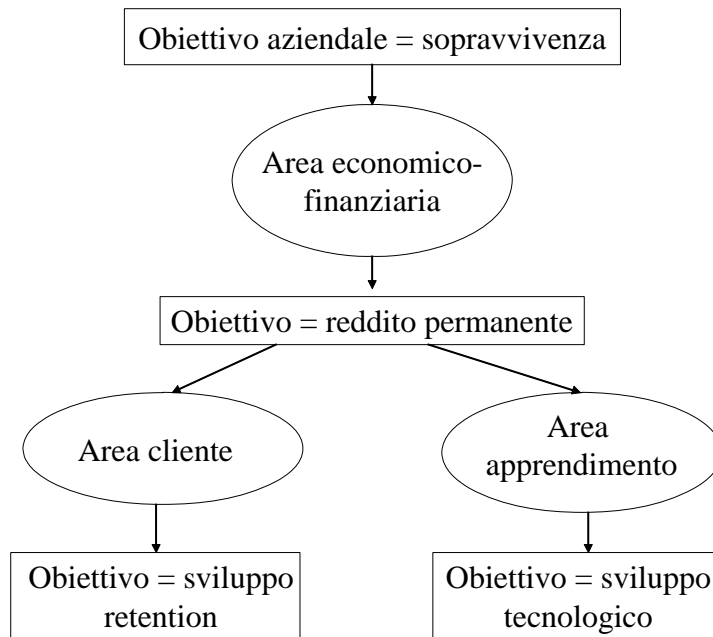 Obiettivo aziendale = sopravvivenza
Area economico-
finanziaria
Obiettivo = reddito permanente
Area cliente
Area
apprendimento
Obiettivo = sviluppo
retention
Obiettivo = sviluppo
tecnologico